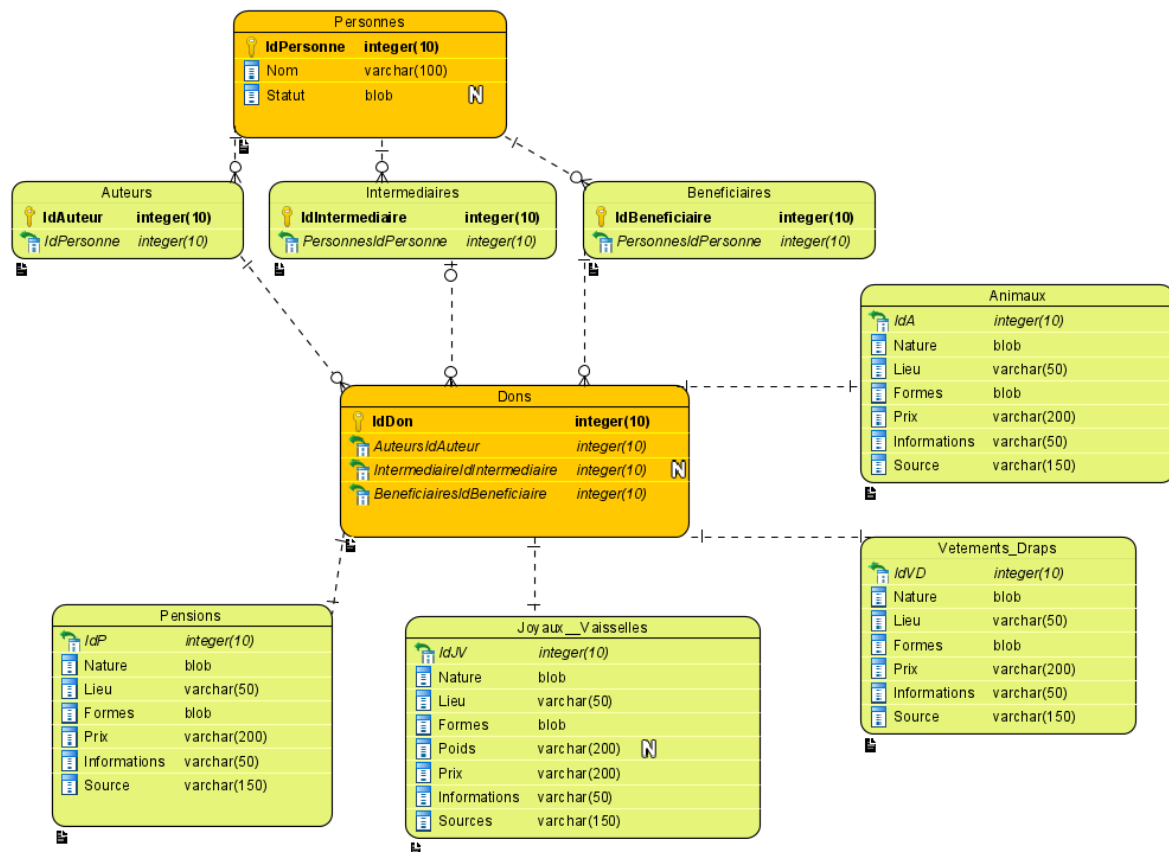 Personnes
IdPersonne integer(10)
Nom varchar(100)
Statut blob N
Auteurs
IdAuteur integer(10)
IdPersonne integer(10)
Intermediaires
IdIntermediaire integer(10)
PersonnesIdPersonne integer(10)
Beneficiaires
IdBeneficiaire integer(10)
PersonnesIdPersonne integer(10)
Animaux
IdA integer(10)
Nature blob
Lieu varchar(50)
Formes blob
Prix varchar(200)
Informations varchar(50)
Source varchar(150)
Dons
IdDon integer(10)
AuteursIdAuteur integer(10)
IntermediaireIdIntermediaire integer(10) N
BeneficiairesIdBeneficiaire integer(10)
Vetements_Draps
IdVD integer(10)
Nature blob
Lieu varchar(50)
Formes blob
Prix varchar(200)
Informations varchar(50)
Source varchar(150)
Pensions
IdP integer(10)
Nature blob
Lieu varchar(50)
Formes blob
Prix varchar(200)
Informations varchar(50)
Source varchar(150)
Joyaux__Vaisselles
IdJV integer(10)
Nature blob
Lieu varchar(50)
Formes blob
Poids varchar(200) N
Prix varchar(200)
Informations varchar(50)
Sources varchar(150)